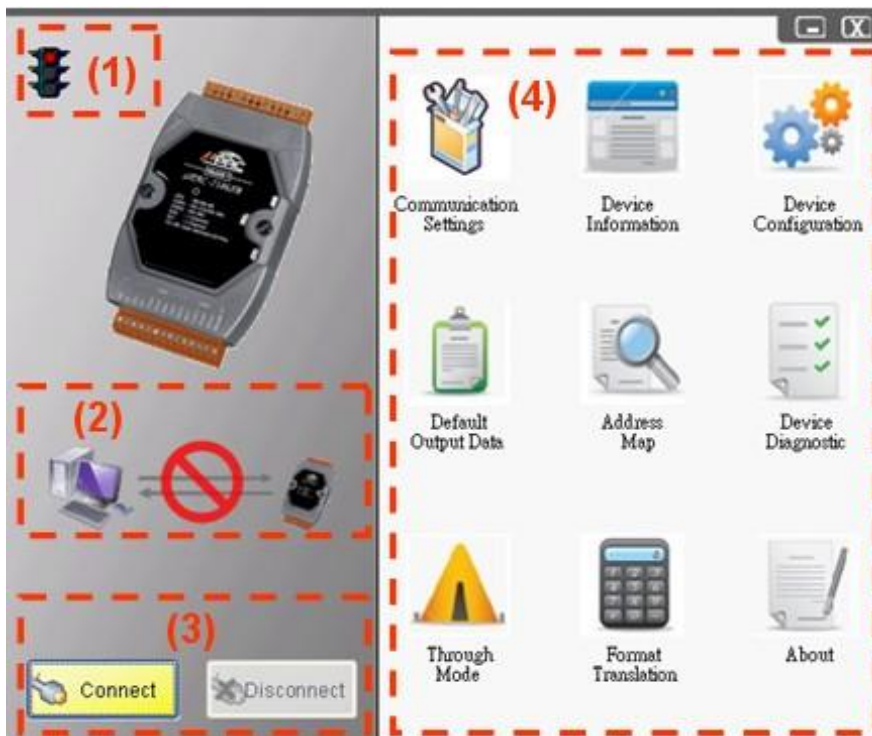 (1)
(2)
(3)
Connect
Disconnect
X
(4)
Communication
Settings
Device
Information
Device
Configuration
Default
Output Data
Address
Map
Device
Diagnostic
Through
Mode
Format
Translation
About